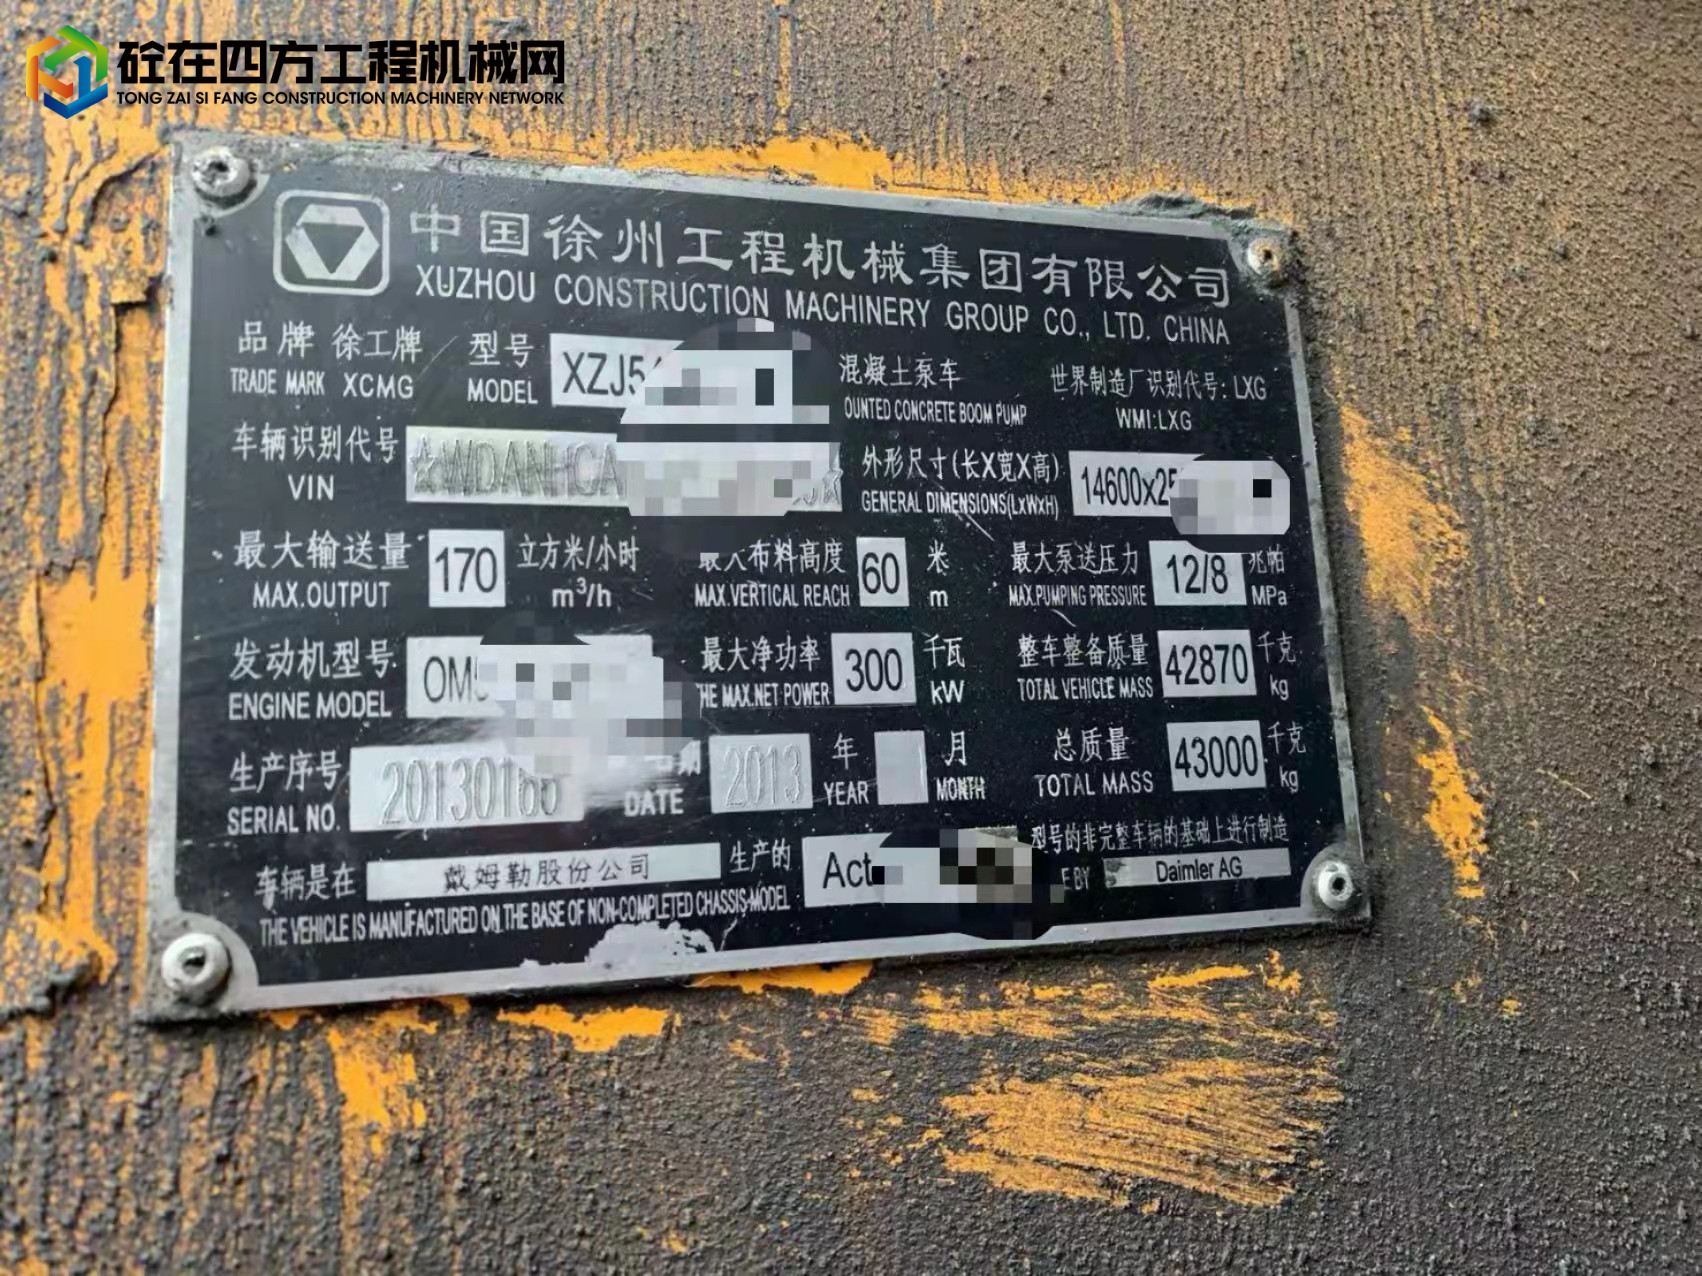 砼在四方工程机械网
TONG ZAI SI FANG CONSTRUCTION MACHINERY NETWORK
中国徐州工程机械集团有限公司
XUZHOU CONSTRUCTION MACHINERY GROUP CO., LTD. CHINA
品牌 徐工牌 型号 XZJ5 混凝土泵车 世界制造厂识别代号: LXG
TRADE MARK XCMG MODEL OUNTED CONCRETE BOOM PUMP WMI:LXG
车辆识别代号 ☆WDANHCA 外形尺寸(长X宽X高) 14600x25
VIN GENERAL DIMENSIONS(LxWxH)
最大输送量 170 立方米/小时 最大布料高度 60 米 最大泵送压力 12/8 兆帕
MAX.OUTPUT m³/h MAX.VERTICAL REACH m MAX.PUMPING PRESSURE MPa
发动机型号 OM 最大净功率 300 千瓦 整车整备质量 42870 千克
ENGINE MODEL HE MAX.NET POWER kW TOTAL VEHICLE MASS kg
生产序号 20130166 期 2013 年 月 总质量 43000 千克
SERIAL NO. DATE YEAR MONTH TOTAL MASS kg
车辆是在 戴姆勒股份公司 生产的 Act 型号的非完整车辆的基础上进行制造
THE VEHICLE IS MANUFACTURED ON THE BASE OF NON-COMPLETED CHASSIS-MODEL E BY Daimler AG